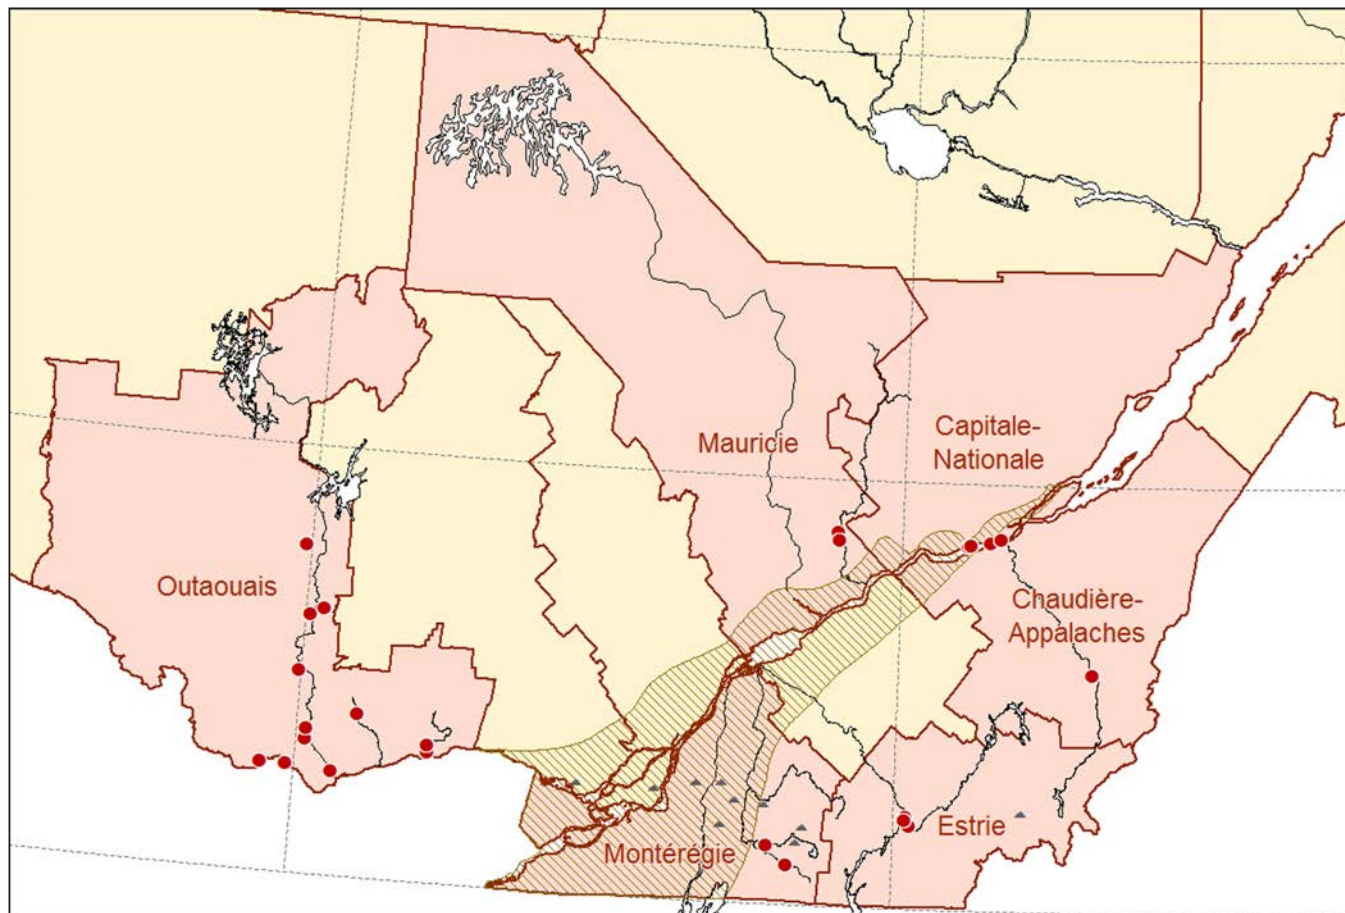 Capitale-
Nationale
Mauricie
Outaouais
Chaudière-
Appalaches
Estrie
Montérégie